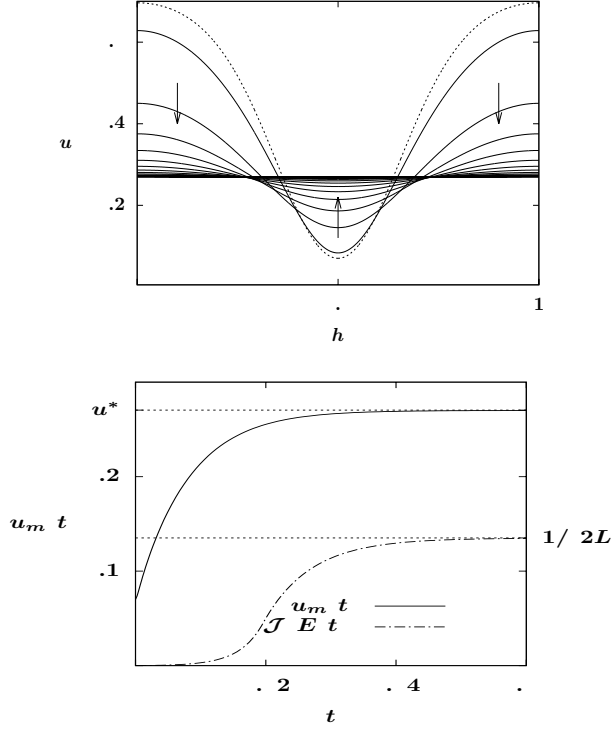 .
.4
u
.2
. 1
h
u*
.2
u_m t
1/ 2L
.1
u_m t
𝒥 E t
. 2 . 4 .
t